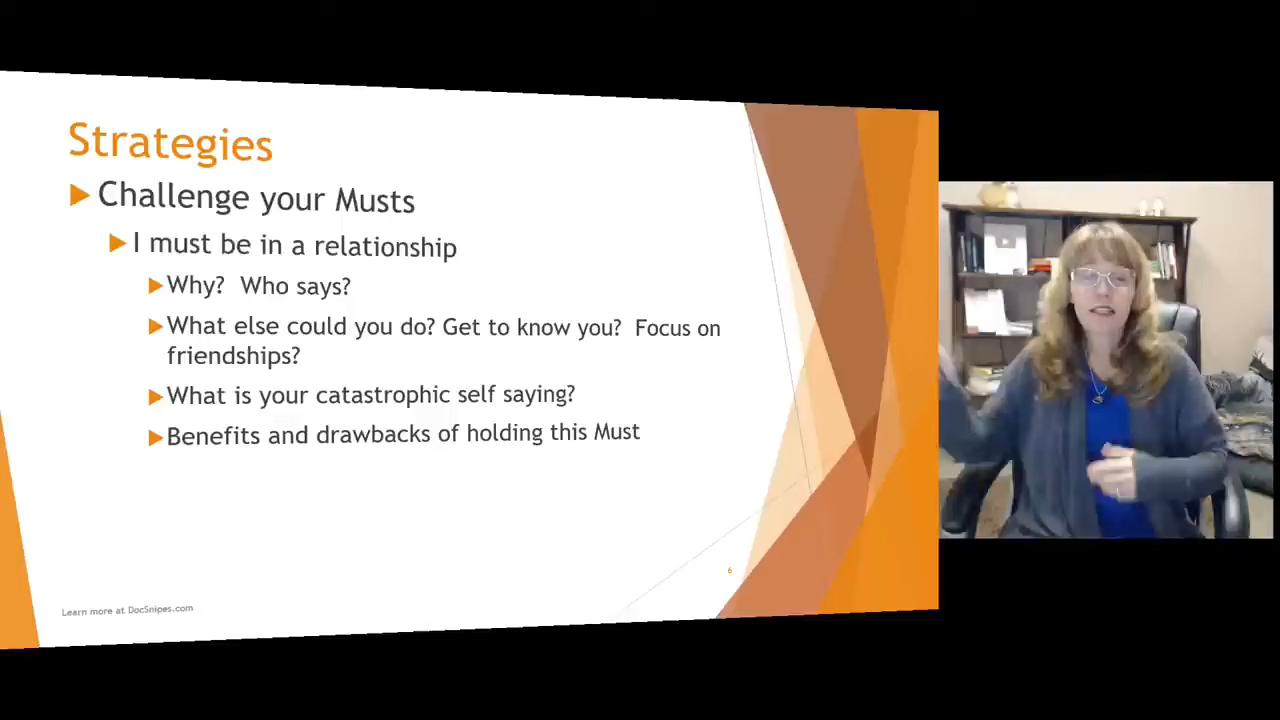 Strategies
Challenge your Musts
I must be in a relationship
Why?  Who says?
What else could you do? Get to know you?  Focus on
friendships?
What is your catastrophic self saying?
Benefits and drawbacks of holding this Must
6
Learn more at DocSnipes.com